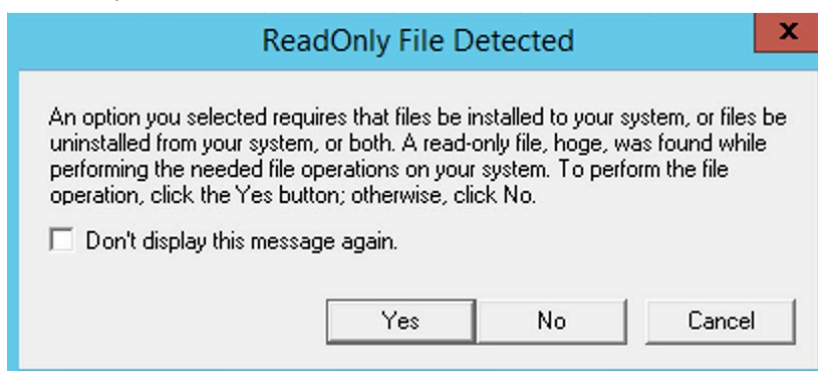 ReadOnly File Detected
x
An option you selected requires that files be installed to your system, or files be
uninstalled from your system, or both. A read-only file, hoge, was found while
performing the needed file operations on your system. To perform the file
operation, click the Yes button; otherwise, click No.
Don't display this message again.
Yes No Cancel